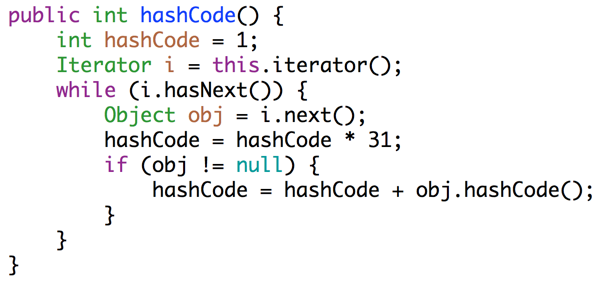 public int hashCode() {
    int hashCode = 1;
    Iterator i = this.iterator();
    while (i.hasNext()) {
        Object obj = i.next();
        hashCode = hashCode * 31;
        if (obj != null) {
            hashCode = hashCode + obj.hashCode();
        }
    }
}